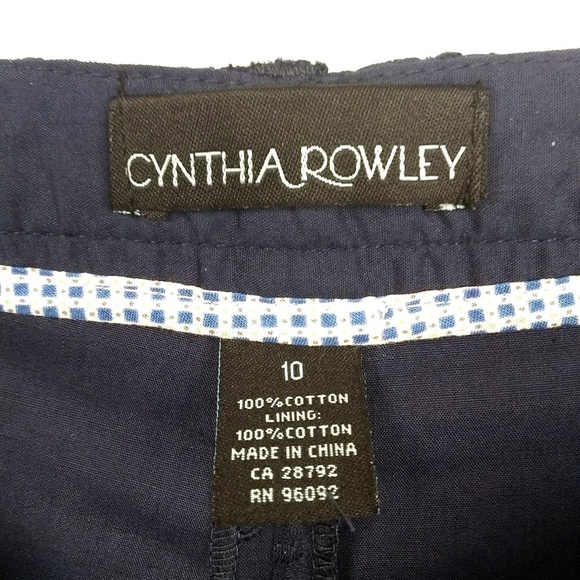 CYNTHIA ROWLEY
10
100% COTTON
LINING:
100% COTTON
MADE IN CHINA
CA 28792
RN 96092